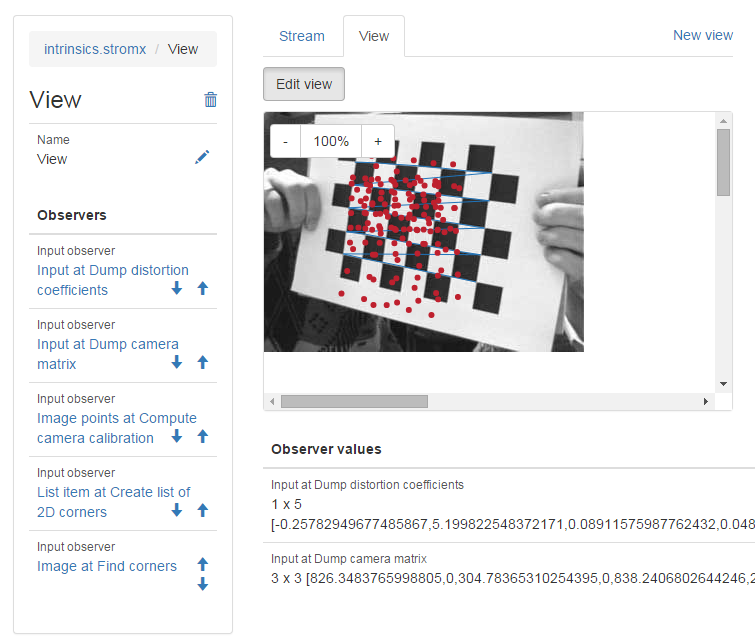 intrinsics.stromx / View
View
Name
View
Observers
Input observer
Input at Dump distortion
coefficients
Input observer
Input at Dump camera
matrix
Input observer
Image points at Compute
camera calibration
Input observer
List item at Create list of
2D corners
Input observer
Image at Find corners
Stream
View
New view
Edit view
- 100% +
Observer values
Input at Dump distortion coefficients
1 x 5
[-0.25782949677485867,5.199822548372171,0.08911575987762432,0.048
Input at Dump camera matrix
3 x 3 [826.3483765998805,0,304.78365310254395,0,838.2406802644246,2